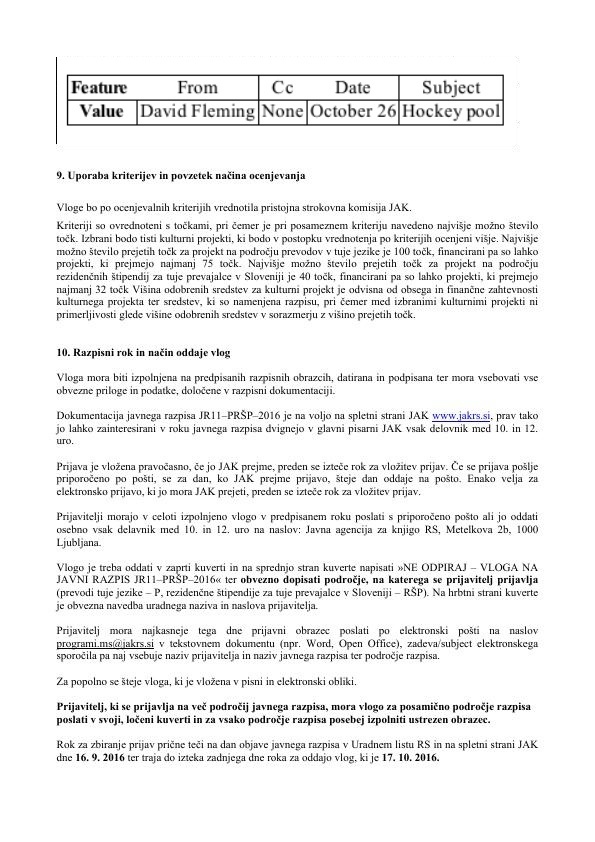 Feature From Cc Date Subject
Value David Fleming None October 26 Hockey pool
9. Uporaba kriterijev in povzetek načina ocenjevanja
Vloge bo po ocenjevalnih kriterijih vrednotila pristojna strokovna komisija JAK.
Kriteriji so ovrednoteni s točkami, pri čemer je pri posameznem kriteriju navedeno najvišje možno število
točk. Izbrani bodo tisti kulturni projekti, ki bodo v postopku vrednotenja po kriterijih ocenjeni višje. Najvišje
možno število prejetih točk za projekt na področju prevodov v tuje jezike je 100 točk, financirani pa so lahko
projekti, ki prejmejo najmanj 75 točk. Najvišje možno število prejetih točk za projekt na področju
rezidenčnih štipendij za tuje prevajalce v Sloveniji je 40 točk, financirani pa so lahko projekti, ki prejmejo
najmanj 32 točk Višina odobrenih sredstev za kulturni projekt je odvisna od obsega in finančne zahtevnosti
kulturnega projekta ter sredstev, ki so namenjena razpisu, pri čemer med izbranimi kulturnimi projekti ni
primerljivosti glede višine odobrenih sredstev v sorazmerju z višino prejetih točk.
10. Razpisni rok in način oddaje vlog
Vloga mora biti izpolnjena na predpisanih razpisnih obrazcih, datirana in podpisana ter mora vsebovati vse
obvezne priloge in podatke, določene v razpisni dokumentaciji.
Dokumentacija javnega razpisa JR11–PRŠP–2016 je na voljo na spletni strani JAK www.jakrs.si, prav tako
jo lahko zainteresirani v roku javnega razpisa dvignejo v glavni pisarni JAK vsak delovnik med 10. in 12.
uro.
Prijava je vložena pravočasno, če jo JAK prejme, preden se izteče rok za vložitev prijav. Če se prijava pošlje
priporočeno po pošti, se za dan, ko JAK prejme prijavo, šteje dan oddaje na pošto. Enako velja za
elektronsko prijavo, ki jo mora JAK prejeti, preden se izteče rok za vložitev prijav.
Prijavitelji morajo v celoti izpolnjeno vlogo v predpisanem roku poslati s priporočeno pošto ali jo oddati
osebno vsak delavnik med 10. in 12. uro na naslov: Javna agencija za knjigo RS, Metelkova 2b, 1000
Ljubljana.
Vlogo je treba oddati v zaprti kuverti in na sprednjo stran kuverte napisati »NE ODPIRAJ – VLOGA NA
JAVNI RAZPIS JR11–PRŠP–2016« ter obvezno dopisati področje, na katerega se prijavitelj prijavlja
(prevodi tuje jezike – P, rezidenčne štipendije za tuje prevajalce v Sloveniji – RŠP). Na hrbtni strani kuverte
je obvezna navedba uradnega naziva in naslova prijavitelja.
Prijavitelj mora najkasneje tega dne prijavni obrazec poslati po elektronski pošti na naslov
programi.ms@jakrs.si v tekstovnem dokumentu (npr. Word, Open Office), zadeva/subject elektronskega
sporočila pa naj vsebuje naziv prijavitelja in naziv javnega razpisa ter področje razpisa.
Za popolno se šteje vloga, ki je vložena v pisni in elektronski obliki.
Prijavitelj, ki se prijavlja na več področij javnega razpisa, mora vlogo za posamično področje razpisa
poslati v svoji, ločeni kuverti in za vsako področje razpisa posebej izpolniti ustrezen obrazec.
Rok za zbiranje prijav prične teči na dan objave javnega razpisa v Uradnem listu RS in na spletni strani JAK
dne 16. 9. 2016 ter traja do izteka zadnjega dne roka za oddajo vlog, ki je 17. 10. 2016.